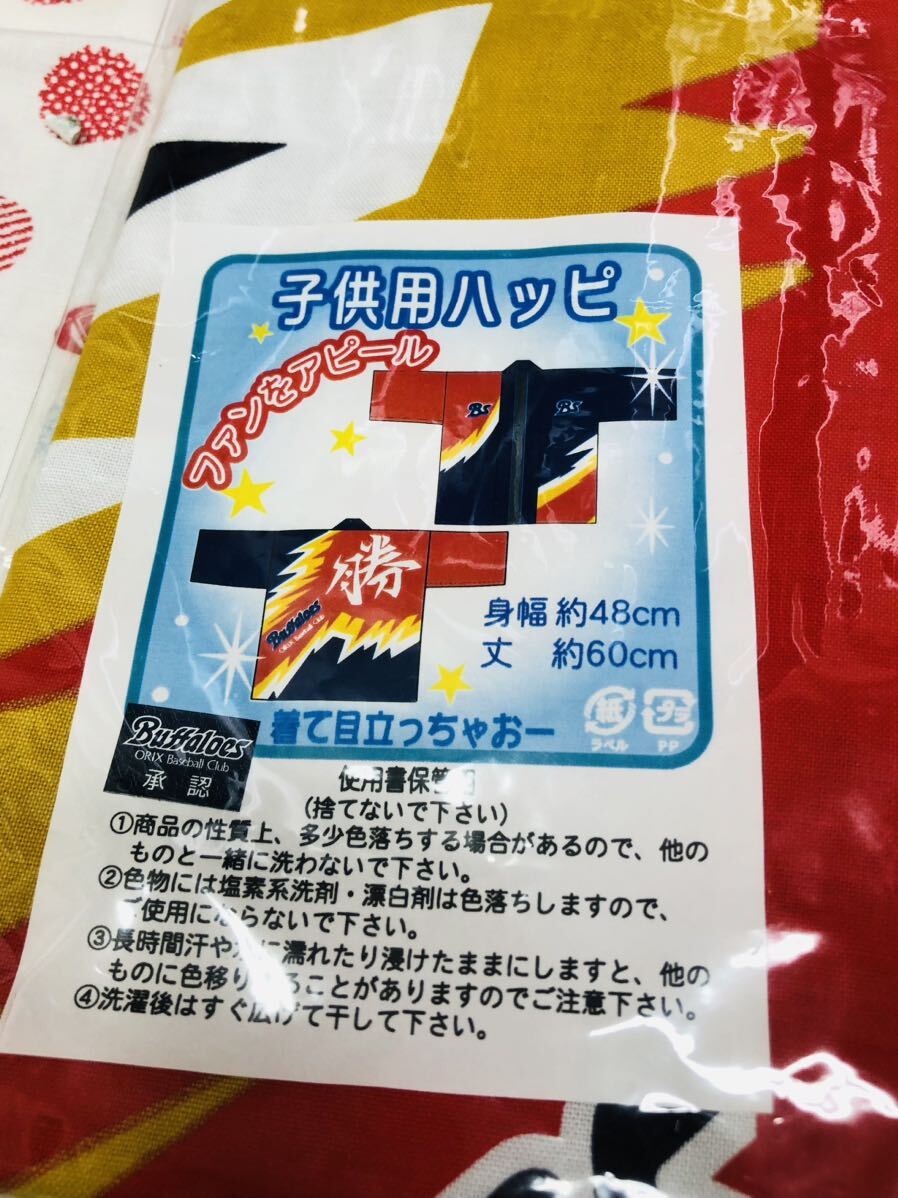 子供用ハッピ
ファンをアピール
Bs
Bs
勝
Buffaloes
ORIX Baseball Club
身幅 約48cm
丈 約60cm
着て目立っちゃおー
紙
ラベル
プラ
PP
Buffaloes
ORIX Baseball Club
承認
使用書保管
(捨てないで下さい)
①商品の性質上、多少色落ちする場合があるので、他の
ものと一緒に洗わないで下さい。
②色物には塩素系洗剤・漂白剤は色落ちしますので、
ご使用にならないで下さい。
③長時間汗や に濡れたり浸けたままにしますと、他の
ものに色移り ることがありますのでご注意下さい。
④洗濯後はすぐ広げて干して下さい。